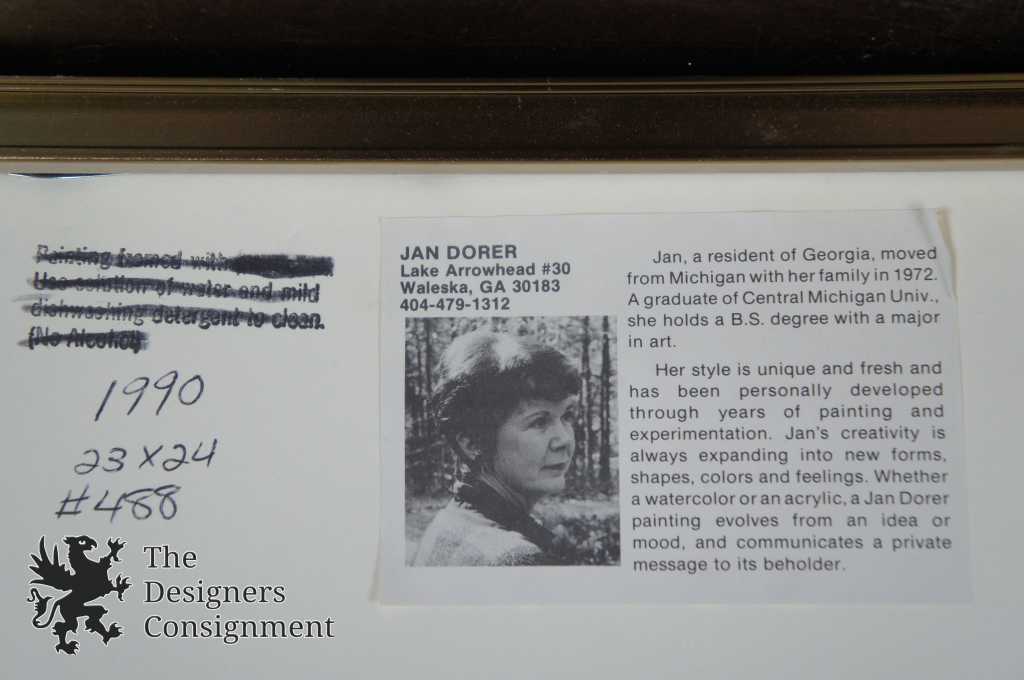 Painting framed with
Use solution of water and mild
dishwashing detergent to clean.
(No Alcohol)
1990
23 x 24
#488
JAN DORER
Lake Arrowhead #30
Waleska, GA 30183
404-479-1312
Jan, a resident of Georgia, moved
from Michigan with her family in 1972.
A graduate of Central Michigan Univ.,
she holds a B.S. degree with a major
in art.
Her style is unique and fresh and
has been personally developed
through years of painting and
experimentation. Jan's creativity is
always expanding into new forms,
shapes, colors and feelings. Whether
a watercolor or an acrylic, a Jan Dorer
painting evolves from an idea or
mood, and communicates a private
message to its beholder.
The
Designers
Consignment